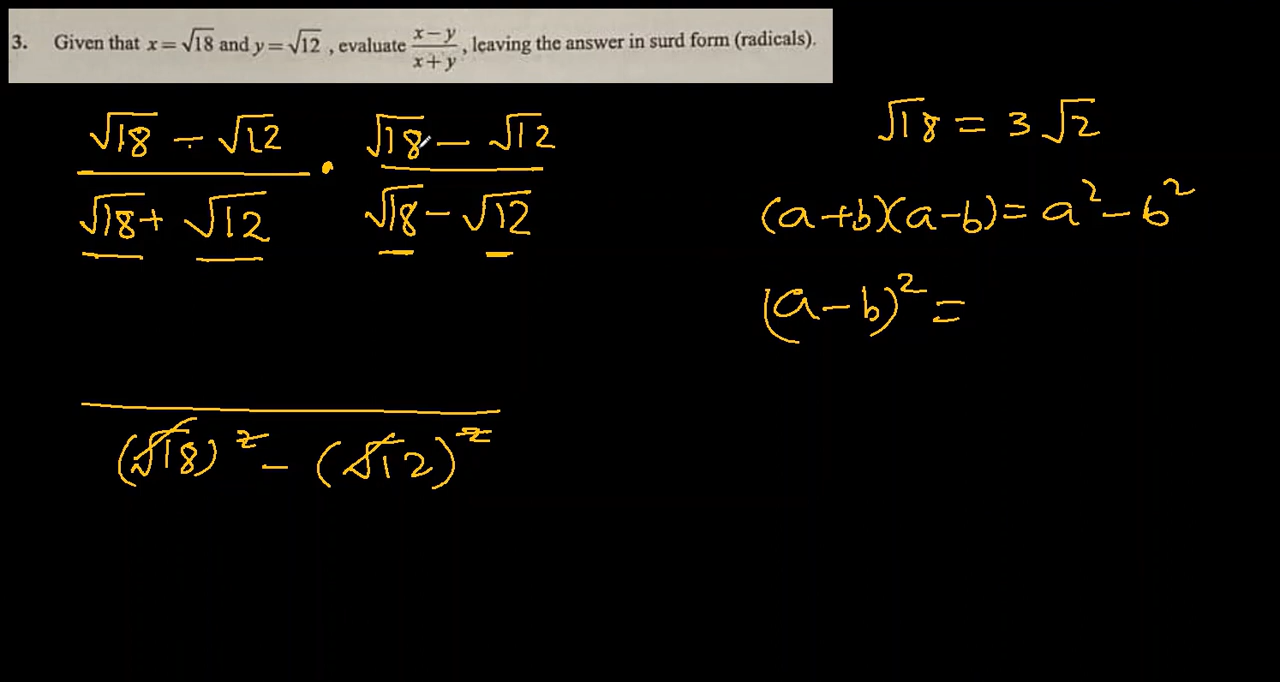 3. Given that x = √18 and y = √12 , evaluate (x−y)/(x+y) , leaving the answer in surd form (radicals).
(√18 − √12)/(√18 + √12) · (√18 − √12)/(√18 − √12)
(√18)² − (√12)²
√18 = 3√2
(a+b)(a−b) = a² − b²
(a−b)² =